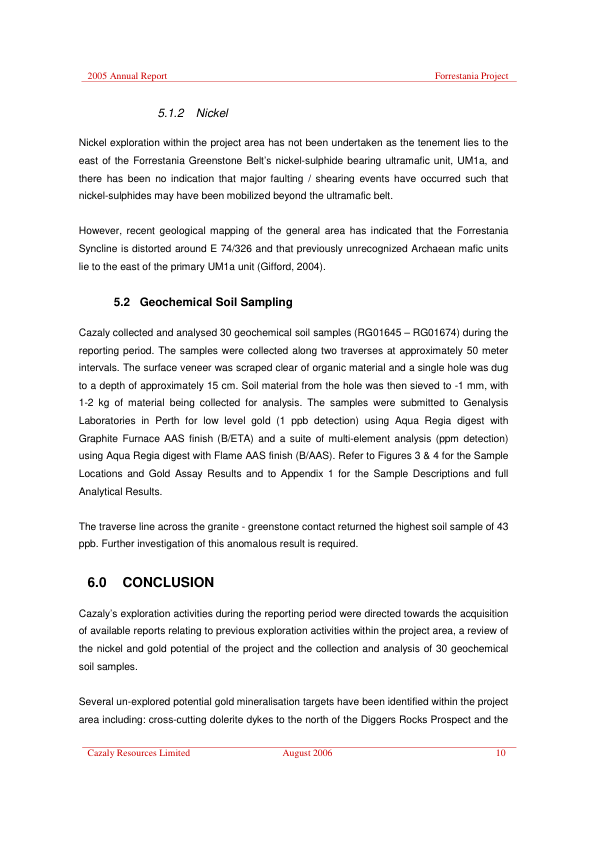 2005 Annual Report Forrestania Project
5.1.2 Nickel
Nickel exploration within the project area has not been undertaken as the tenement lies to the
east of the Forrestania Greenstone Belt's nickel-sulphide bearing ultramafic unit, UM1a, and
there has been no indication that major faulting / shearing events have occurred such that
nickel-sulphides may have been mobilized beyond the ultramafic belt.
However, recent geological mapping of the general area has indicated that the Forrestania
Syncline is distorted around E 74/326 and that previously unrecognized Archaean mafic units
lie to the east of the primary UM1a unit (Gifford, 2004).
5.2 Geochemical Soil Sampling
Cazaly collected and analysed 30 geochemical soil samples (RG01645 – RG01674) during the
reporting period. The samples were collected along two traverses at approximately 50 meter
intervals. The surface veneer was scraped clear of organic material and a single hole was dug
to a depth of approximately 15 cm. Soil material from the hole was then sieved to -1 mm, with
1-2 kg of material being collected for analysis. The samples were submitted to Genalysis
Laboratories in Perth for low level gold (1 ppb detection) using Aqua Regia digest with
Graphite Furnace AAS finish (B/ETA) and a suite of multi-element analysis (ppm detection)
using Aqua Regia digest with Flame AAS finish (B/AAS). Refer to Figures 3 & 4 for the Sample
Locations and Gold Assay Results and to Appendix 1 for the Sample Descriptions and full
Analytical Results.
The traverse line across the granite - greenstone contact returned the highest soil sample of 43
ppb. Further investigation of this anomalous result is required.
6.0 CONCLUSION
Cazaly's exploration activities during the reporting period were directed towards the acquisition
of available reports relating to previous exploration activities within the project area, a review of
the nickel and gold potential of the project and the collection and analysis of 30 geochemical
soil samples.
Several un-explored potential gold mineralisation targets have been identified within the project
area including: cross-cutting dolerite dykes to the north of the Diggers Rocks Prospect and the
Cazaly Resources Limited August 2006 10